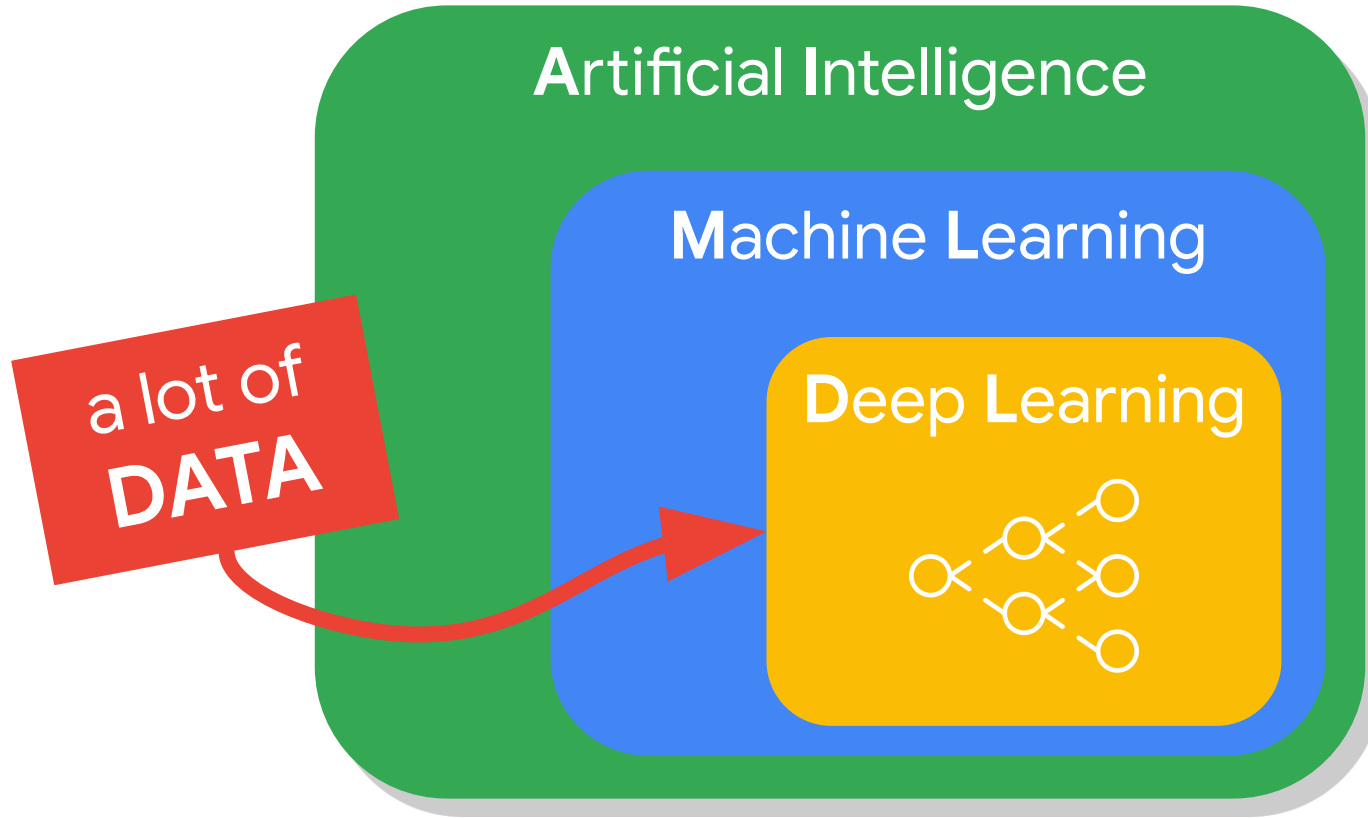 Artificial Intelligence
Machine Learning
Deep Learning
a lot of
DATA